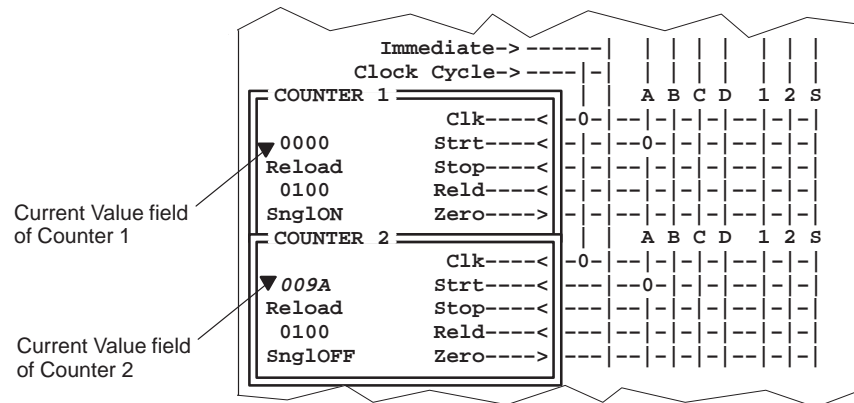 Immediate-> ------|   |  |  |  |   |  |  |
Clock Cycle-> ----|-|   |  |  |  |   |  |  |
COUNTER 1 | | A B C D 1 2 S
Clk----< -0-|--|-|-|-|--|-|-|
0000 Strt----< -|-|--0-|-|-|--|-|-|
Reload Stop----< -|-|--|-|-|-|--|-|-|
0100 Reld----< -|-|--|-|-|-|--|-|-|
SnglON Zero----> -|-|--|-|-|-|--|-|-|
Current Value field
of Counter 1
COUNTER 2 | | A B C D 1 2 S
Clk----< -0-|--|-|-|-|--|-|-|
009A Strt----< ---|--0-|-|-|--|-|-|
Reload Stop----< ---|--|-|-|-|--|-|-|
0100 Reld----< ---|--|-|-|-|--|-|-|
SnglOFF Zero----> ---|--|-|-|-|--|-|-|
Current Value field
of Counter 2